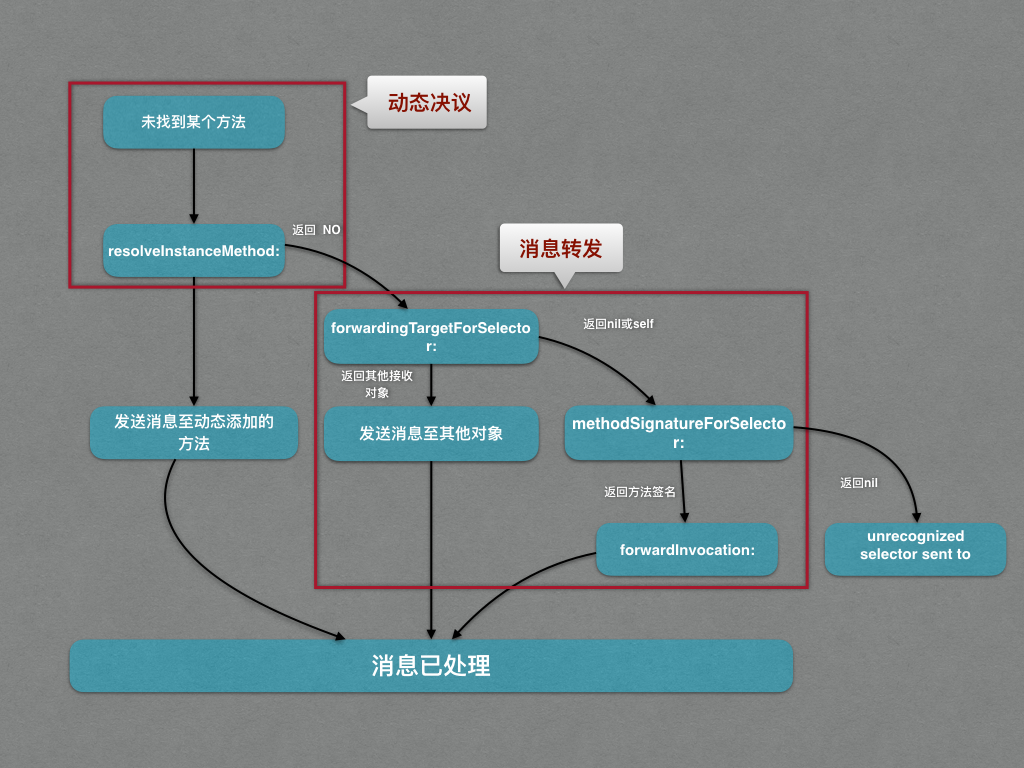 动态决议
未找到某个方法
resolveInstanceMethod:
返回 NO
消息转发
forwardingTargetForSelecto
r:
返回nil或self
返回其他接收
对象
发送消息至动态添加的
方法
发送消息至其他对象
methodSignatureForSelecto
r:
返回nil
返回方法签名
forwardInvocation:
unrecognized
selector sent to
消息已处理